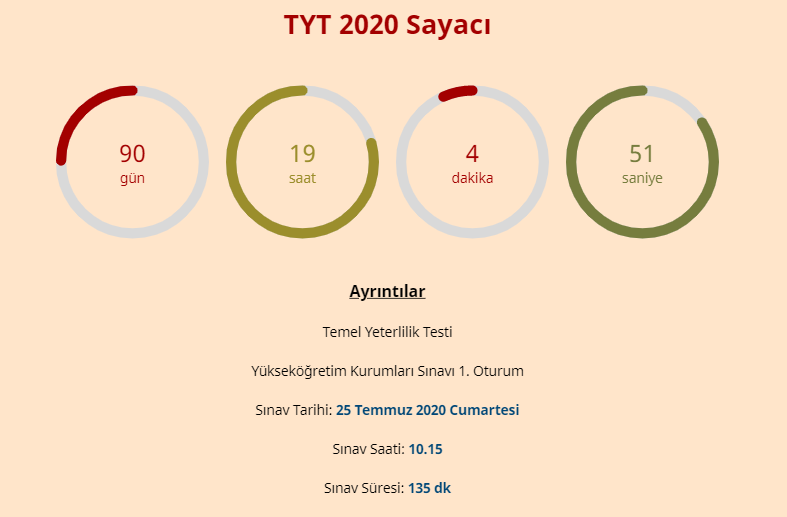 TYT 2020 Sayacı
90 19 4 51
gün saat dakika saniye
Ayrıntılar
Temel Yeterlilik Testi
Yükseköğretim Kurumları Sınavı 1. Oturum
Sınav Tarihi: 25 Temmuz 2020 Cumartesi
Sınav Saati: 10.15
Sınav Süresi: 135 dk